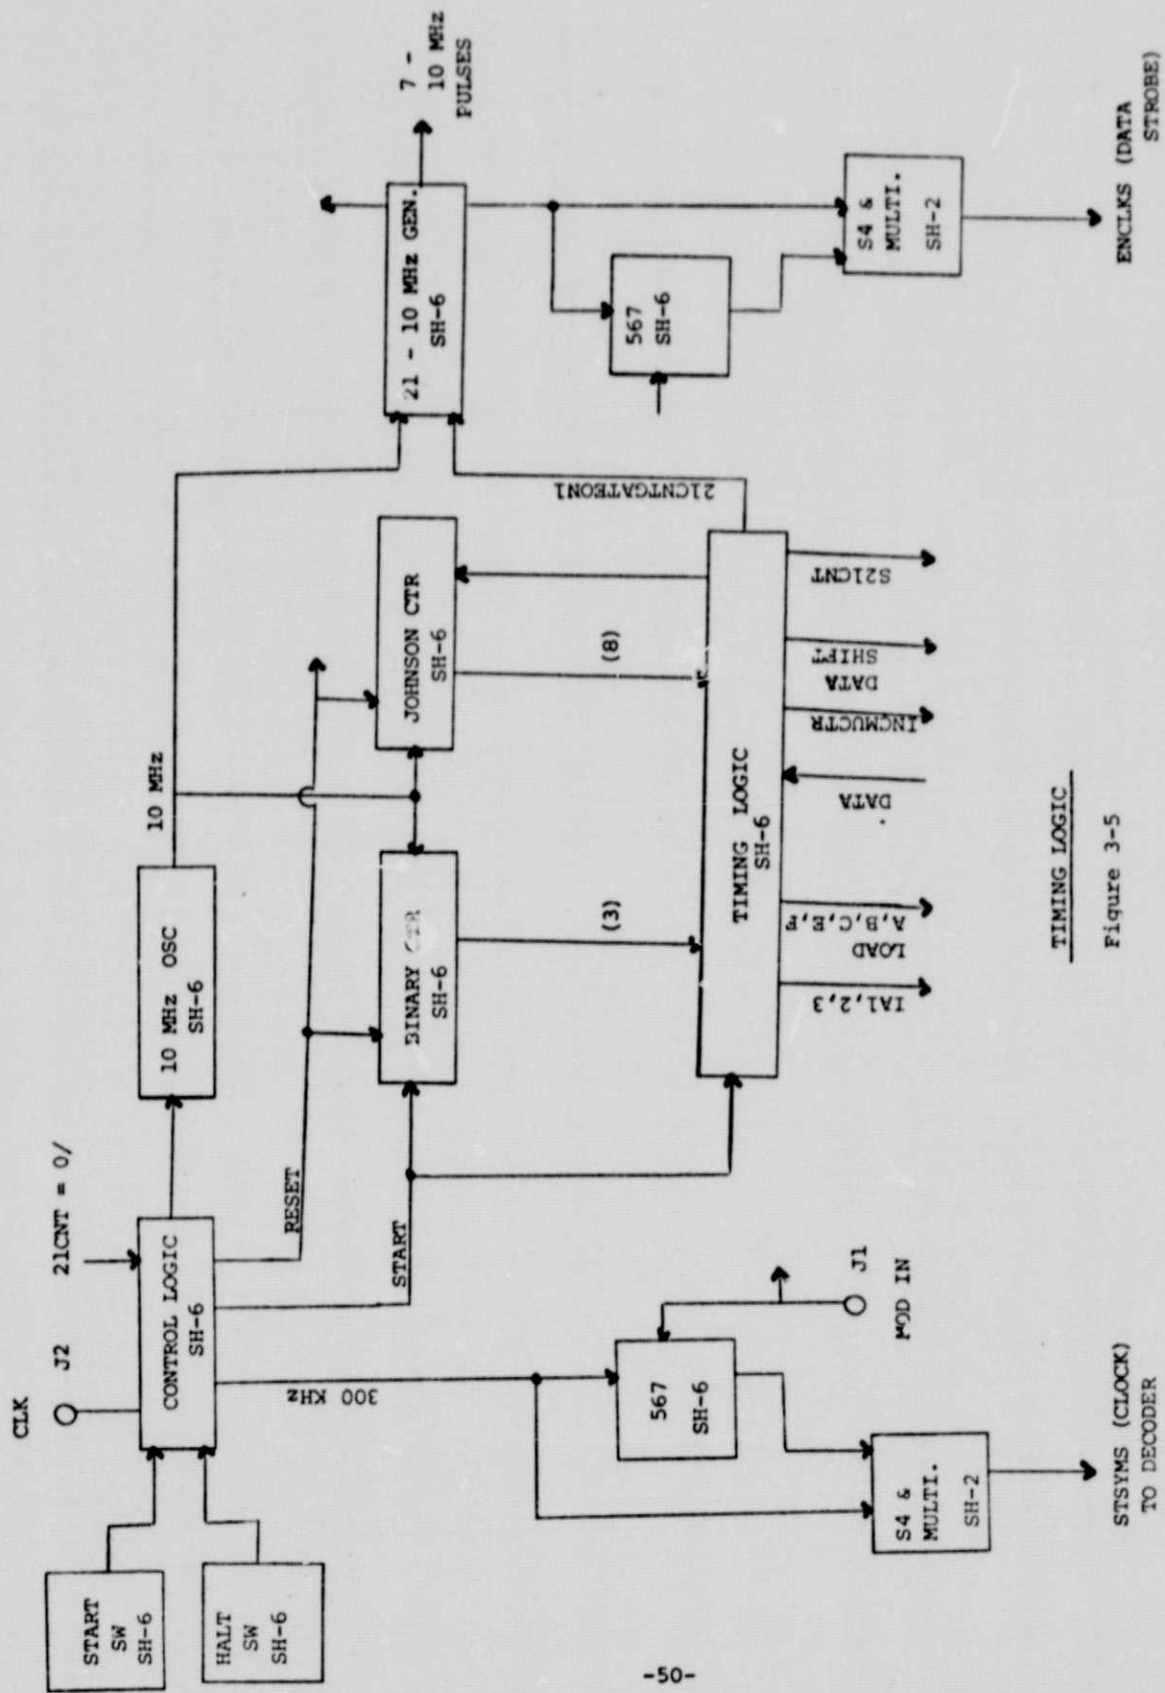 CLK
J2
21CNT = 0/
START
SW
SH-6
HALT
SW
SH-6
CONTROL LOGIC
SH-6
10 MHz OSC
SH-6
10 MHz
RESET
START
300 KHz
BINARY CTR
SH-6
JOHNSON CTR
SH-6
21 - 10 MHz GEN.
SH-6
7 -
10 MHz
PULSES
(3)
(8)
21CNTGATEON1
TIMING LOGIC
SH-6
IA1,2,3
LOAD
A,B,C,E,F
DATA
INCMUCTR
DATA
SHIFT
S21CNT
567
SH-6
J1
MOD IN
S4 &
MULTI.
SH-2
STSYMS (CLOCK)
TO DECODER
567
SH-6
S4 &
MULTI.
SH-2
ENCLKS (DATA
STROBE)
TIMING LOGIC
Figure 3-5
-50-